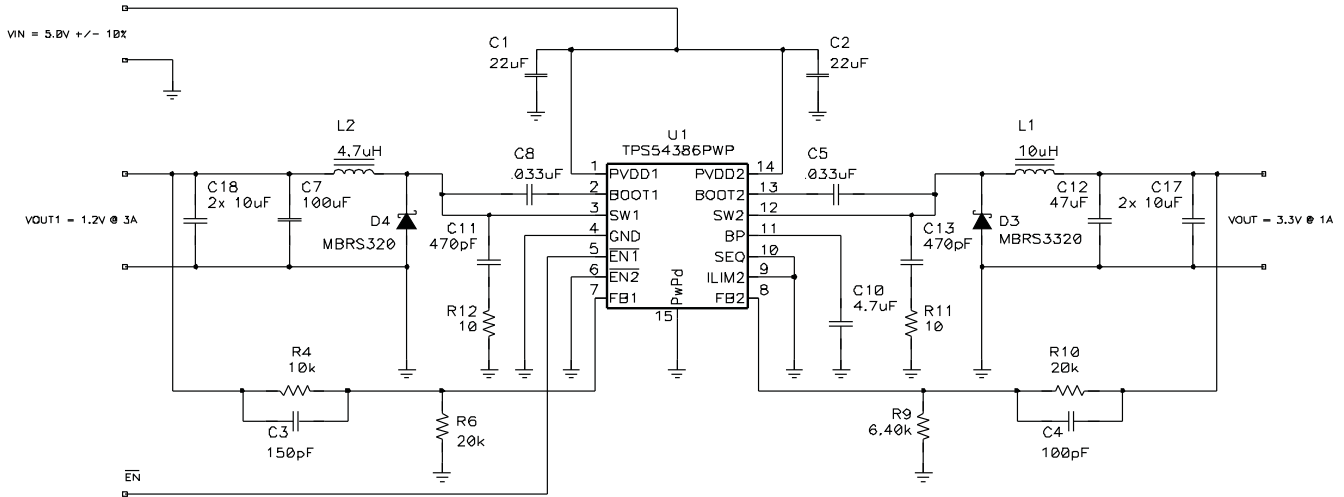 VIN = 5.0V +/- 10%
C1
22uF
C2
22uF
L2
4.7uH
C8
.033uF
U1
TPS54386PWP
C5
.033uF
L1
10uH
C18
2x 10uF
C7
100uF
D4
MBRS320
C11
470pF
R12
10
VOUT1 = 1.2V @ 3A
1 PVDD1
2 BOOT1
3 SW1
4 GND
5 EN1
6 EN2
7 FB1
PwPd
15
PVDD2 14
BOOT2 13
SW2 12
BP 11
SEQ 10
ILIM2 9
FB2 8
C13
470pF
R11
10
C10
4.7uF
D3
MBRS3320
C12
47uF
C17
2x 10uF
VOUT = 3.3V @ 1A
R4
10k
C3
150pF
R6
20k
R9
6.40k
R10
20k
C4
100pF
EN